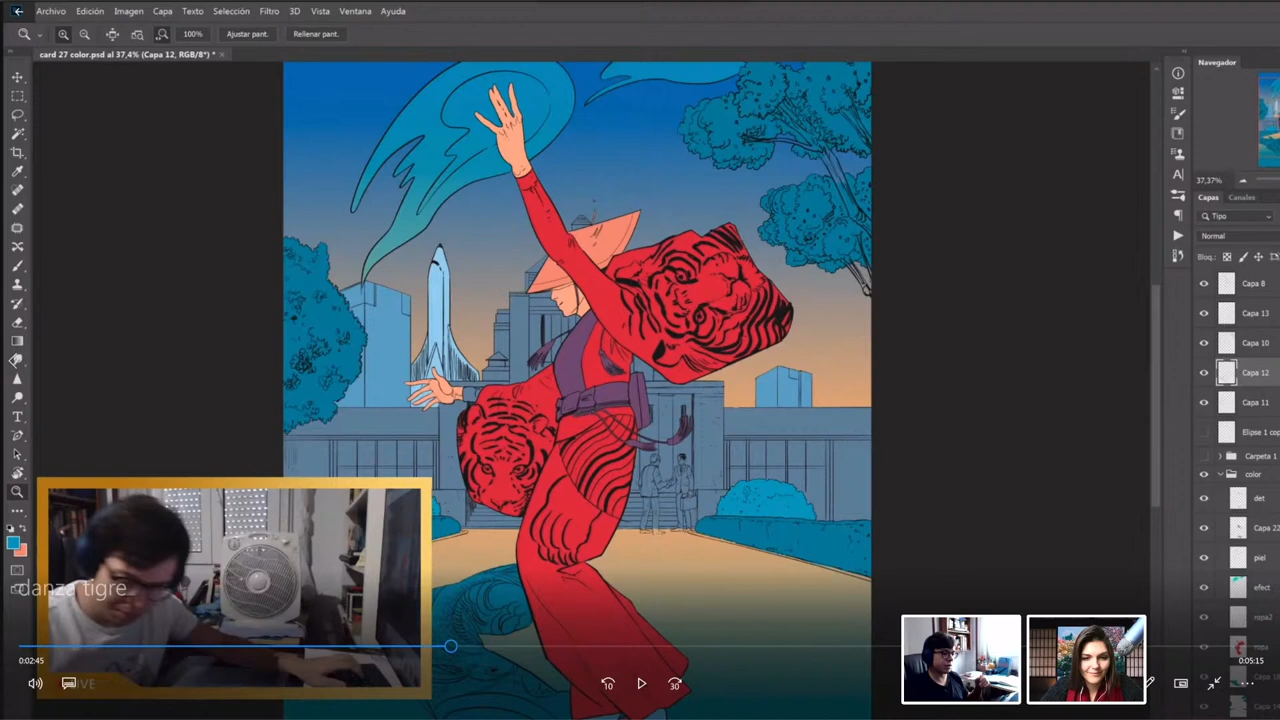 Archivo Edición Imagen Capa Texto Selección Filtro 3D Vista Ventana Ayuda
100% Ajustar pant. Rellenar pant.
card 27 color.psd al 37,4% (Capa 12, RGB/8*) * ×
Navegador
37,37%
Capas Canales
Tipo
Normal
Bloq.:
Capa 8
Capa 13
Capa 10
Capa 12
Capa 11
Elipse 1 cop
Carpeta 1
color
det
Capa 22
piel
efect
ropa2
ropa
danza tigre
0:02:45
0:05:15
10
30